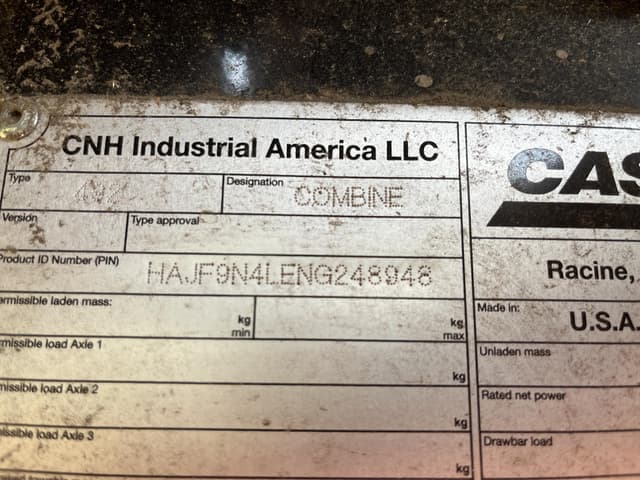 CNH Industrial America LLC
CAS
Type
Designation
COMBINE
Version
Type approval
Product ID Number (PIN)
HAJF9N4LENG248948
Racine,
ermissible laden mass:
kg
min
kg
max
Made in:
U.S.A.
missible load Axle 1
kg
Unladen mass
missible load Axle 2
kg
Rated net power
missible load Axle 3
kg
Drawbar load